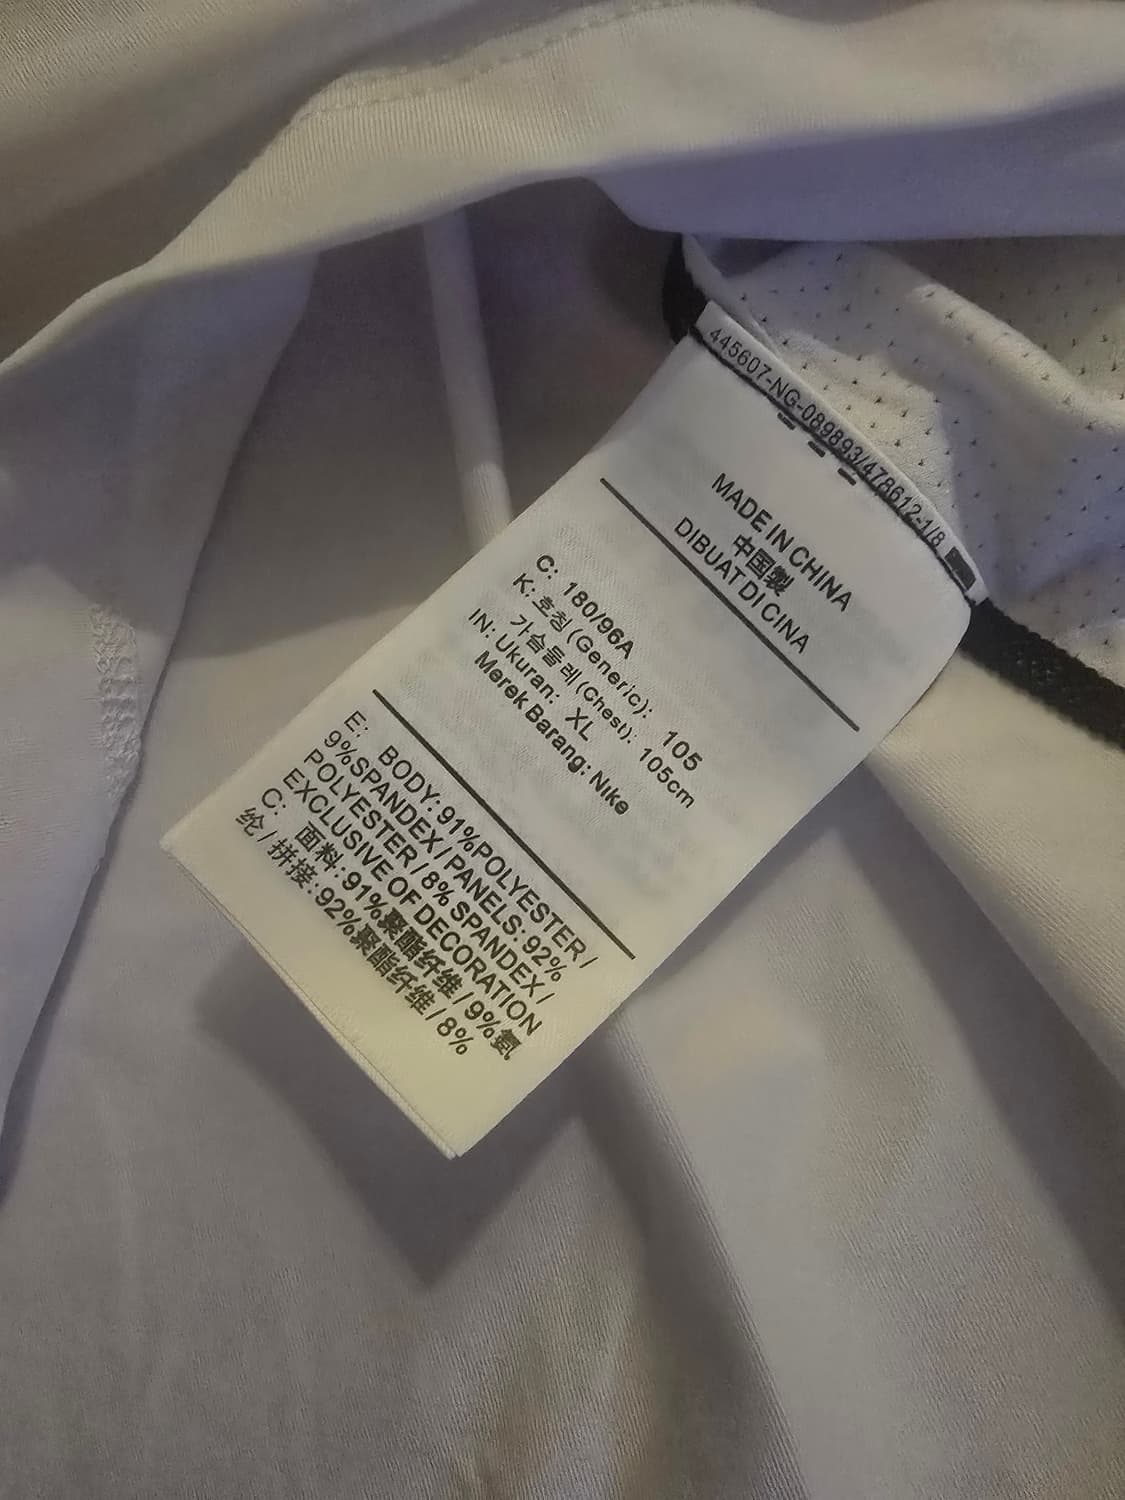 445607-NG-089893/478612-1/8
MADE IN CHINA
中国製
DIBUAT DI CINA
C: 180/96A
K: 호칭(Generic): 105
가슴둘레(Chest): 105cm
IN: Ukuran: XL
Merek Barang: Nike
E: BODY: 91%POLYESTER /
9%SPANDEX / PANELS: 92%
POLYESTER / 8% SPANDEX /
EXCLUSIVE OF DECORATION
C: 面料: 91%聚酯纤维 / 9%氨
纶 / 拼接: 92%聚酯纤维 / 8%